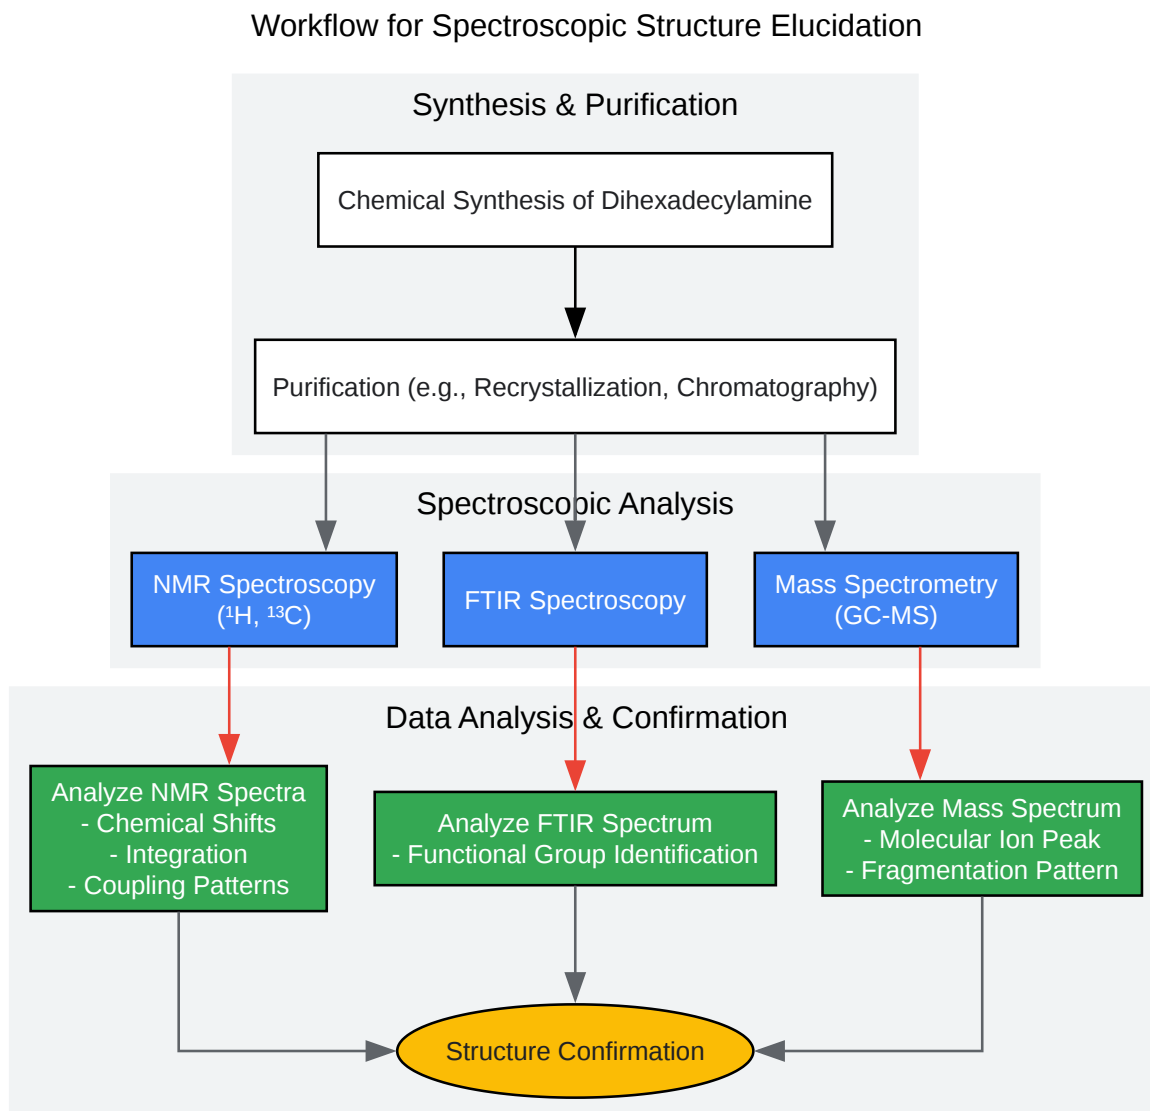 Workflow for Spectroscopic Structure Elucidation
Synthesis & Purification
Chemical Synthesis of Dihexadecylamine
Purification (e.g., Recrystallization, Chromatography)
Spectroscopic Analysis
NMR Spectroscopy
(¹H, ¹³C)
FTIR Spectroscopy
Mass Spectrometry
(GC-MS)
Data Analysis & Confirmation
Analyze NMR Spectra
- Chemical Shifts
- Integration
- Coupling Patterns
Analyze FTIR Spectrum
- Functional Group Identification
Analyze Mass Spectrum
- Molecular Ion Peak
- Fragmentation Pattern
Structure Confirmation